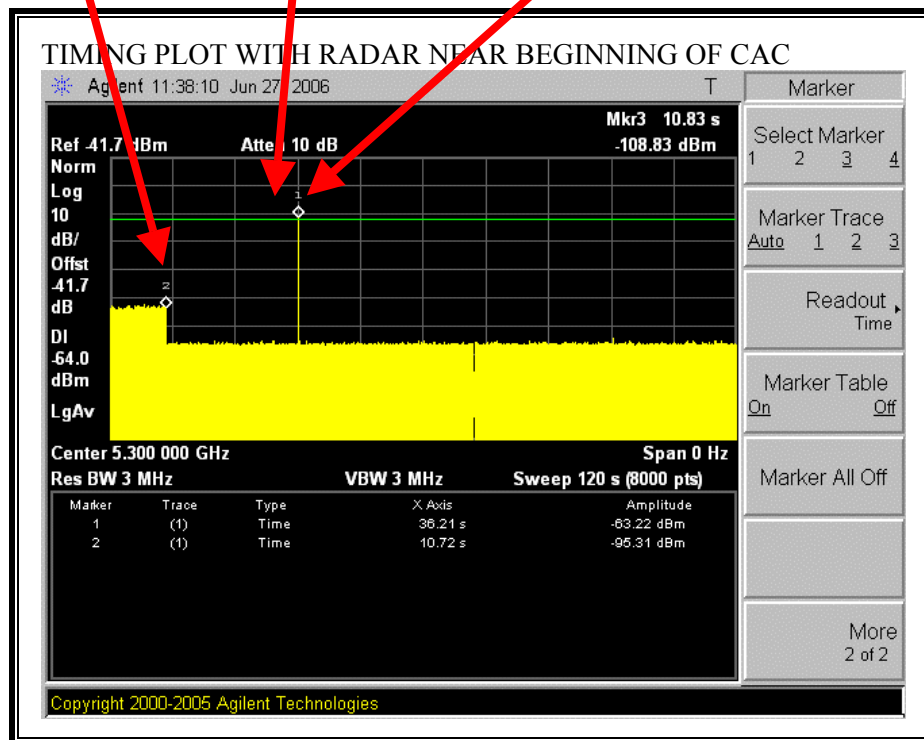 TIMING PLOT WITH RADAR NEAR BEGINNING OF CAC
Agilent 11:38:10 Jun 27 2006 T
Mkr3 10.83 s
Ref -41.7 dBm Atten 10 dB -108.83 dBm
Norm
Log
10
dB/
Offst
-41.7
dB
DI
-64.0
dBm
LgAv
1
2
Center 5.300 000 GHz Span 0 Hz
Res BW 3 MHz VBW 3 MHz Sweep 120 s (8000 pts)
Marker Trace Type X Axis Amplitude
1 (1) Time 36.21 s -63.22 dBm
2 (1) Time 10.72 s -95.31 dBm
Copyright 2000-2005 Agilent Technologies
Marker
Select Marker
1 2 3 4
Marker Trace
Auto 1 2 3
Readout
Time
Marker Table
On Off
Marker All Off
More
2 of 2